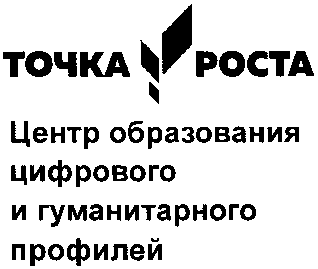 ТОЧКА РОСТА
Центр образования
цифрового
и гуманитарного
профилей